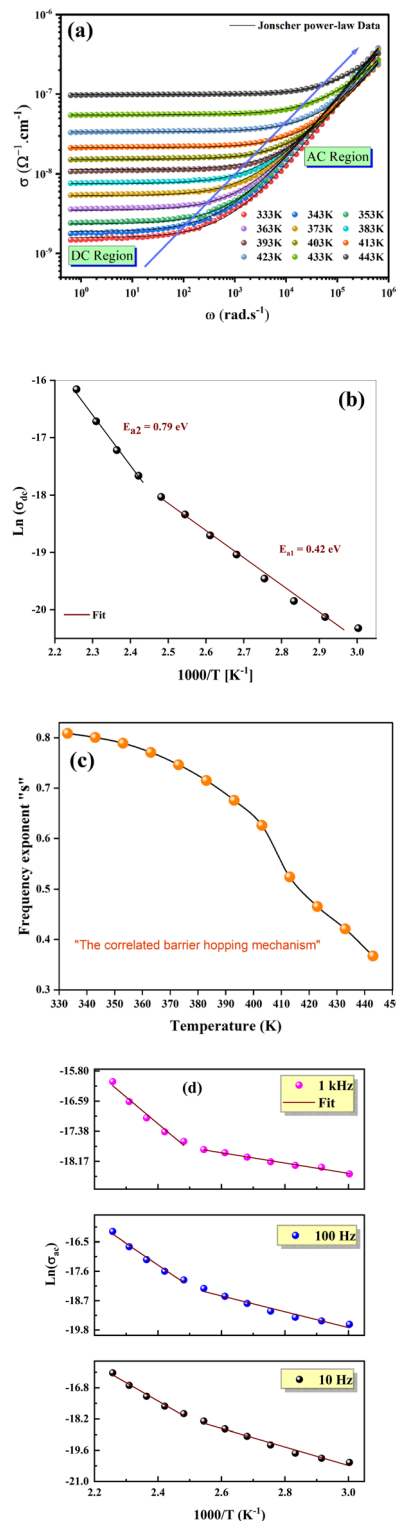 (a)
Jonscher power-law Data
10⁻⁶
10⁻⁷
10⁻⁸
10⁻⁹
σ (Ω⁻¹.cm⁻¹)
AC Region
DC Region
333K 343K 353K
363K 373K 383K
393K 403K 413K
423K 433K 443K
10⁰ 10¹ 10² 10³ 10⁴ 10⁵ 10⁶
ω (rad.s⁻¹)
(b)
-16
-17
-18
-19
-20
Ln (σdc)
Ea2 = 0.79 eV
Ea1 = 0.42 eV
Fit
2.2 2.3 2.4 2.5 2.6 2.7 2.8 2.9 3.0
1000/T [K⁻¹]
(c)
0.8
0.7
0.6
0.5
0.4
0.3
Frequency exponent "s"
"The correlated barrier hopping mechanism"
330 340 350 360 370 380 390 400 410 420 430 440 45
Temperature (K)
(d)
-15.80
-16.59
-17.38
-18.17
1 kHz
Fit
Ln(σac)
-16.5
-17.6
-18.7
-19.8
100 Hz
-16.8
-18.2
-19.6
-21.0
10 Hz
2.2 2.4 2.6 2.8 3.0
1000/T (K⁻¹)